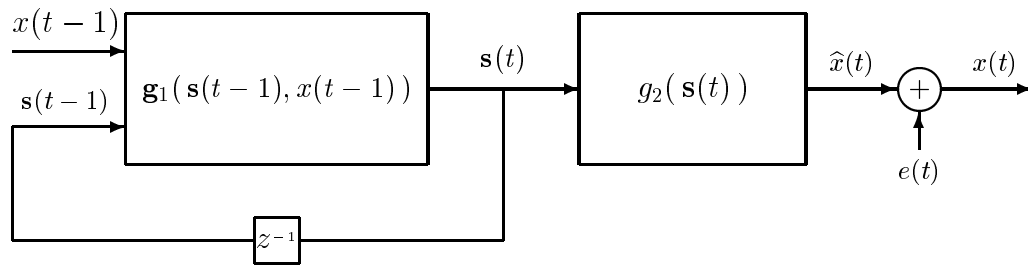 x(t − 1)
s(t−1)
g₁( s(t−1), x(t−1) )
s(t)
g₂( s(t) )
x̂(t)
+
x(t)
e(t)
z⁻¹